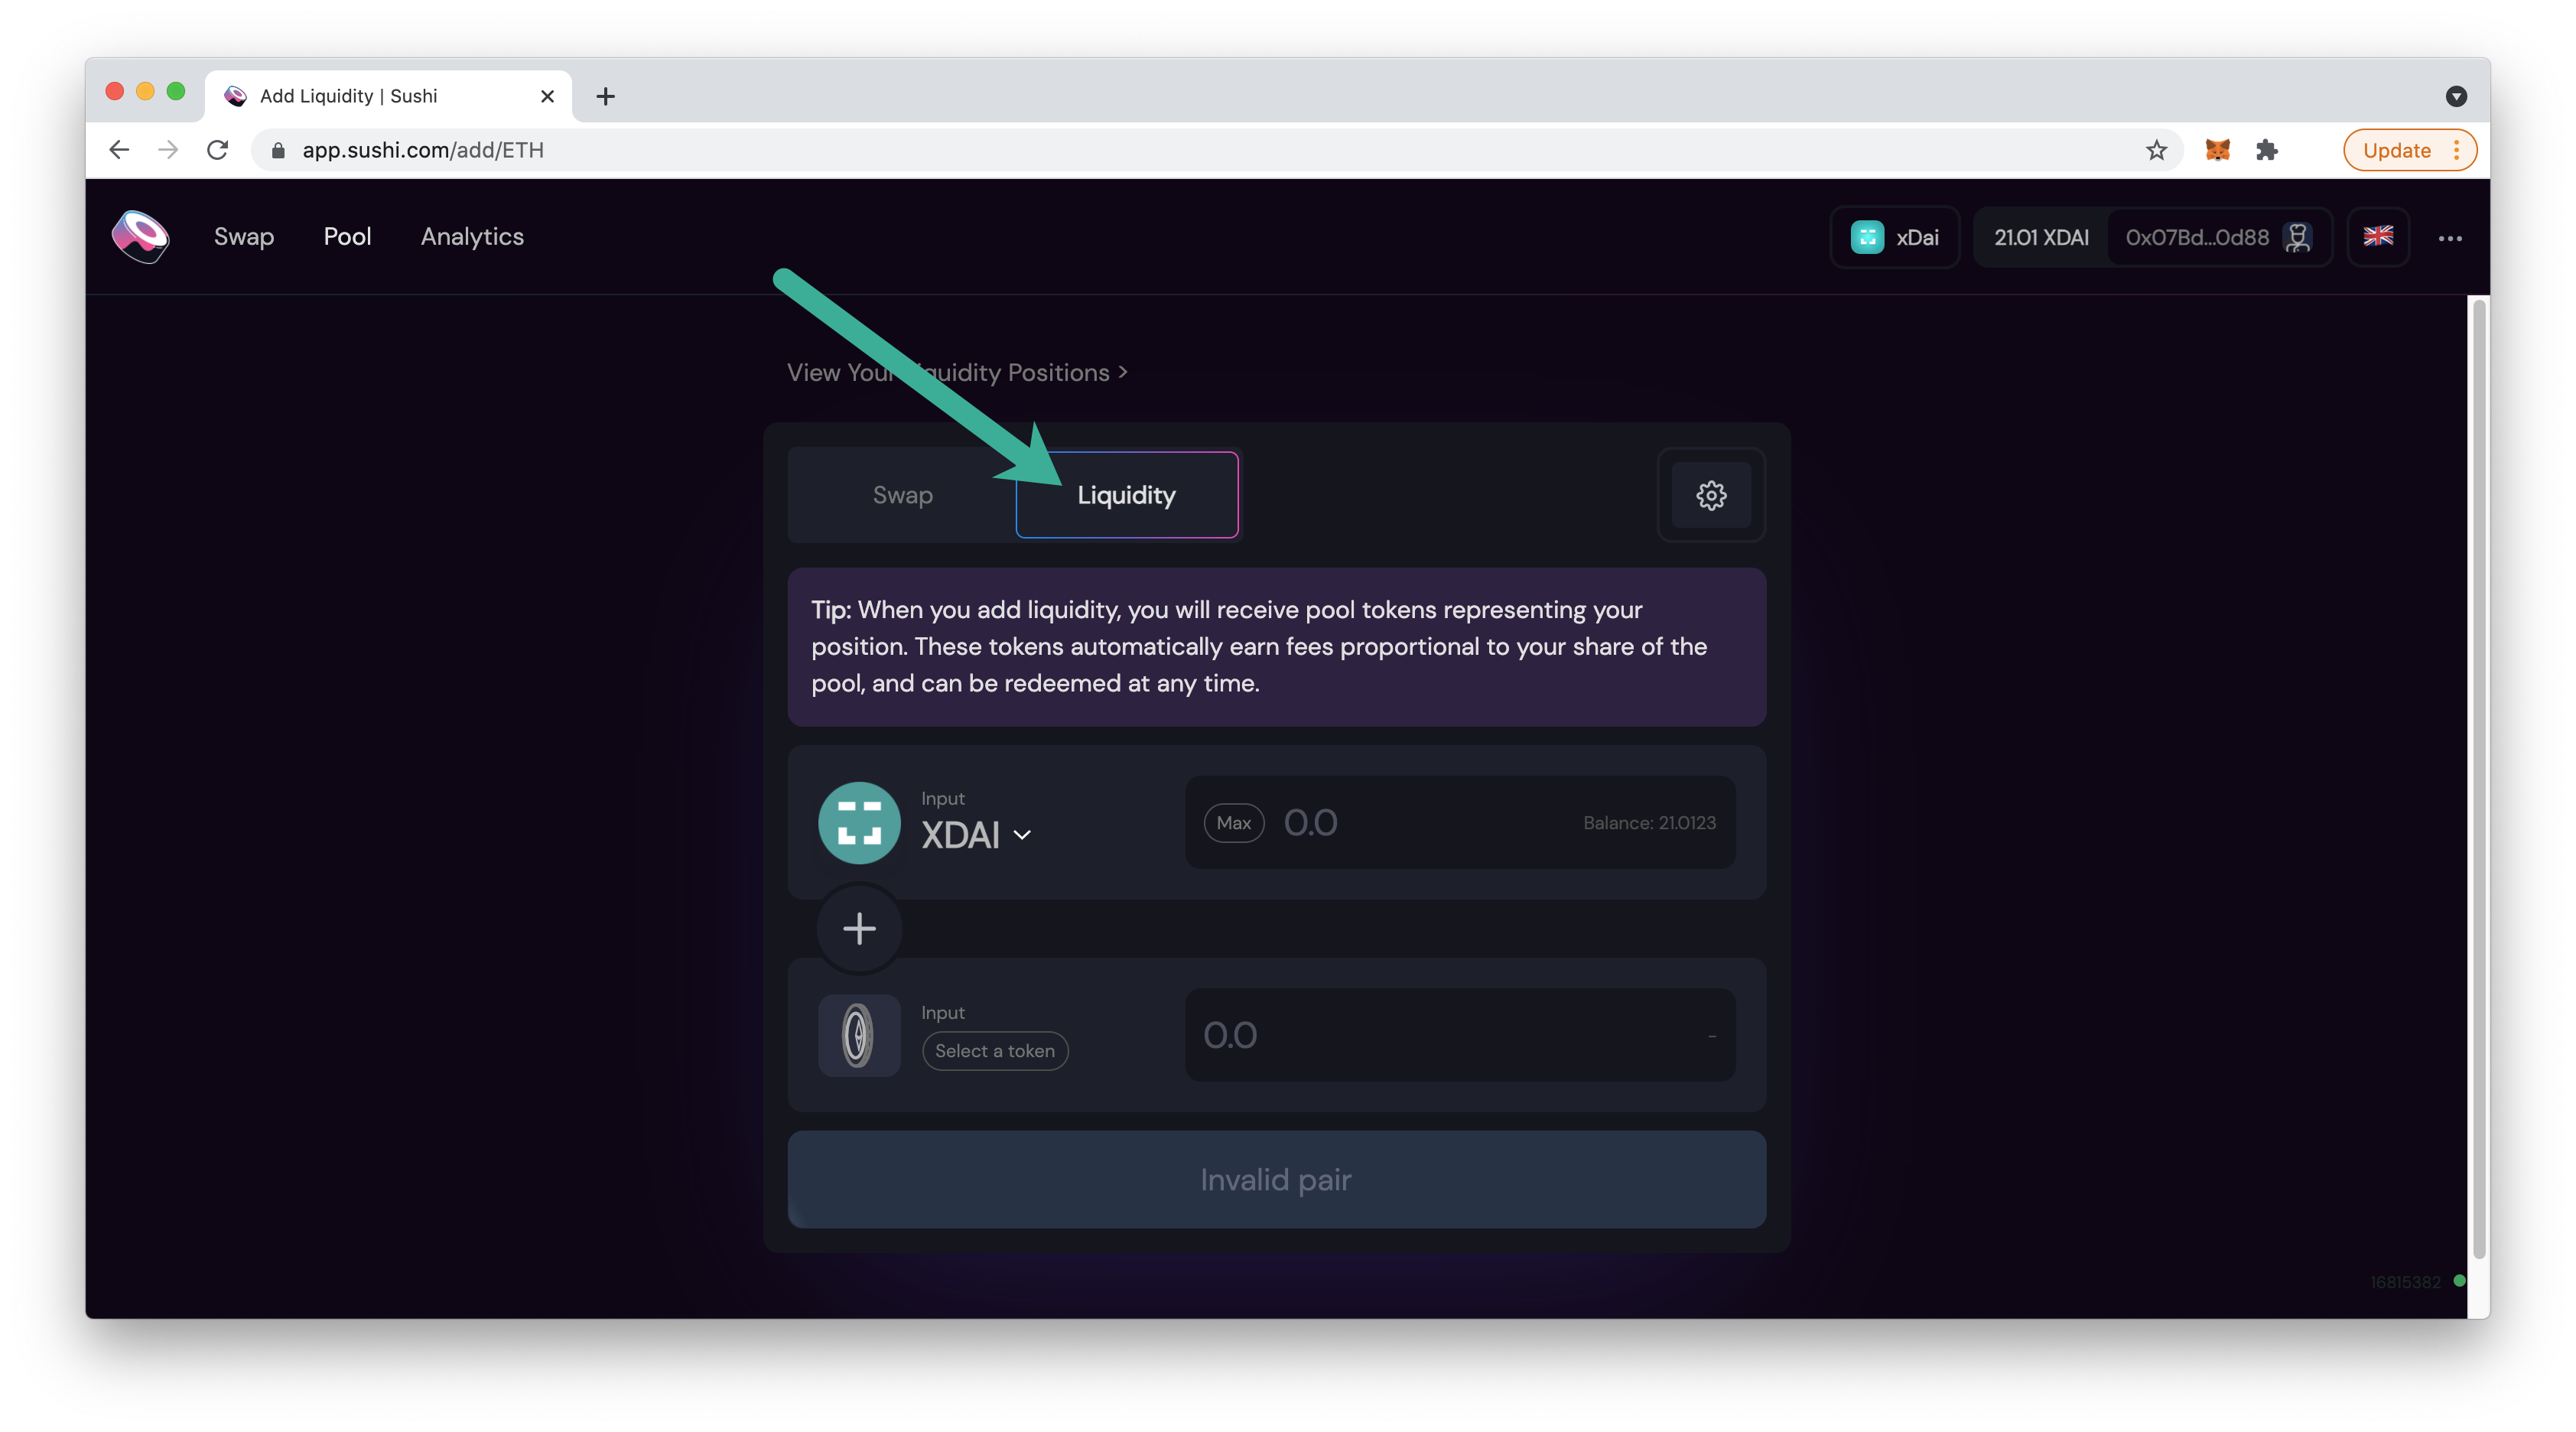 Add Liquidity | Sushi
app.sushi.com/add/ETH
Update
Swap
Pool
Analytics
xDai
21.01 XDAI
0x07Bd...0d88
View Your Liquidity Positions >
Swap
Liquidity
Tip: When you add liquidity, you will receive pool tokens representing your
position. These tokens automatically earn fees proportional to your share of the
pool, and can be redeemed at any time.
Input
XDAI
Max
0.0
Balance: 21.0123
Input
Select a token
0.0
-
Invalid pair
16815382